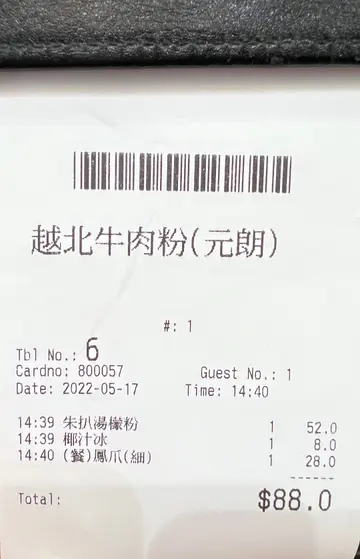 越北牛肉粉(元朗)
#: 1
Tbl No.: 6
Cardno: 800057 Guest No.: 1
Date: 2022-05-17 Time: 14:40
14:39 朱扒湯檬粉 1 52.0
14:39 椰汁冰 1 8.0
14:40 (餐)鳳爪(細) 1 28.0
------
Total: $88.0